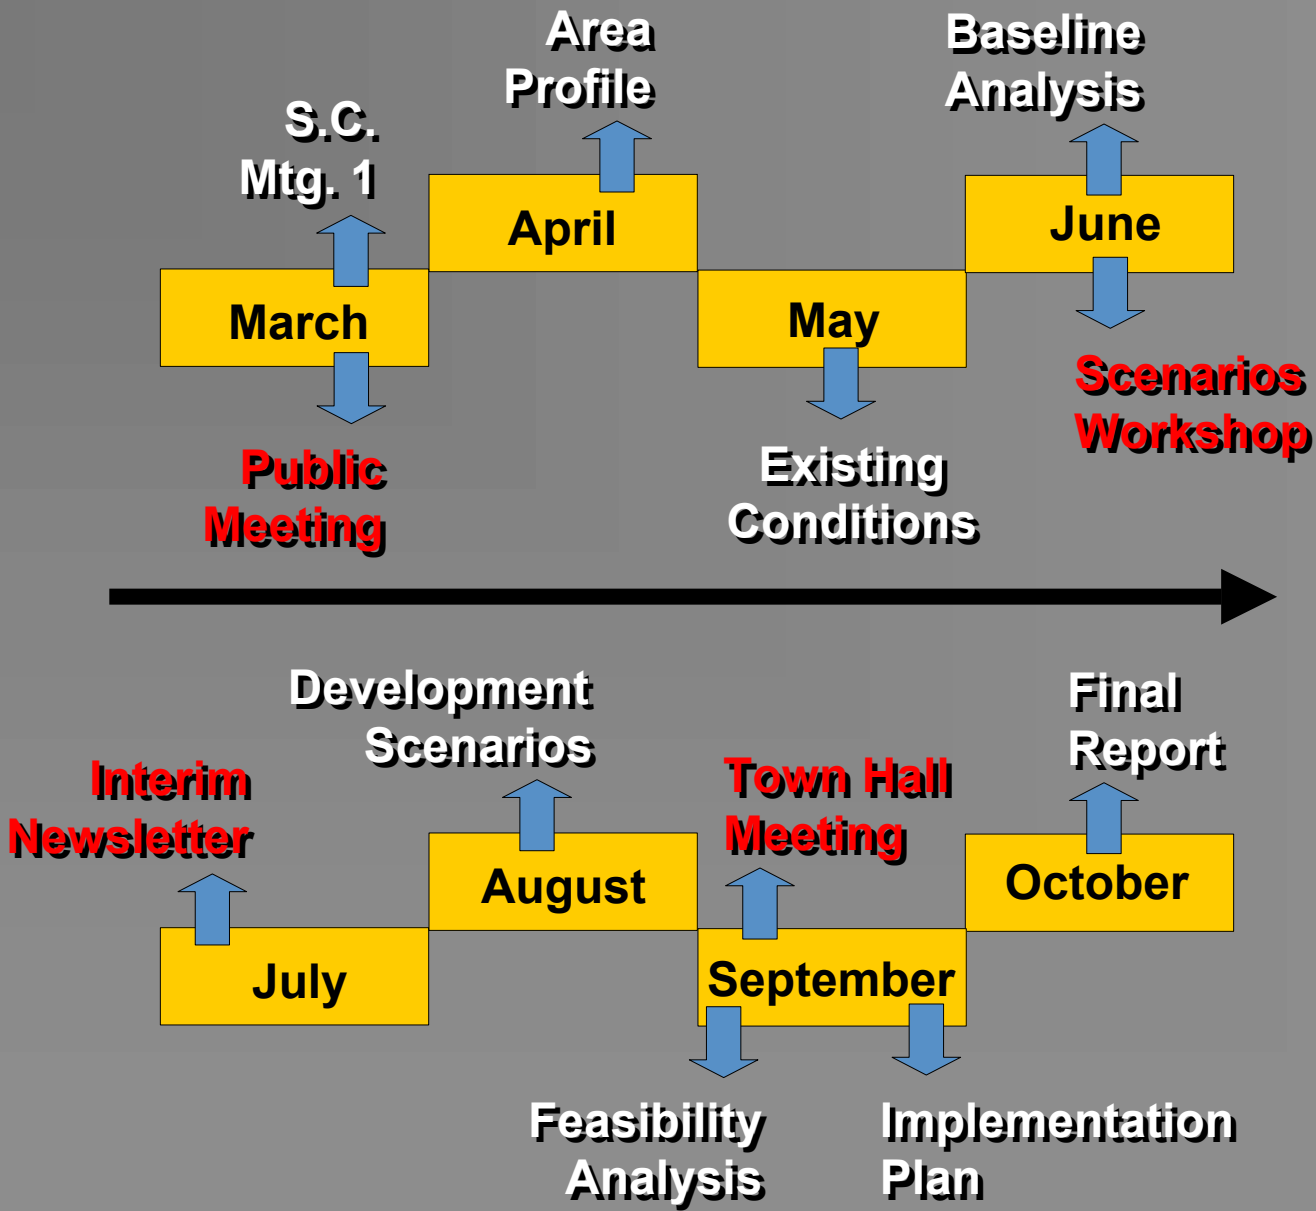 Area
Profile
Baseline
Analysis
S.C.
Mtg. 1
April
June
March
May
Scenarios
Workshop
Public
Meeting
Existing
Conditions
Development
Scenarios
Final
Report
Interim
Newsletter
Town Hall
Meeting
August
October
July
September
Feasibility
Analysis
Implementation
Plan